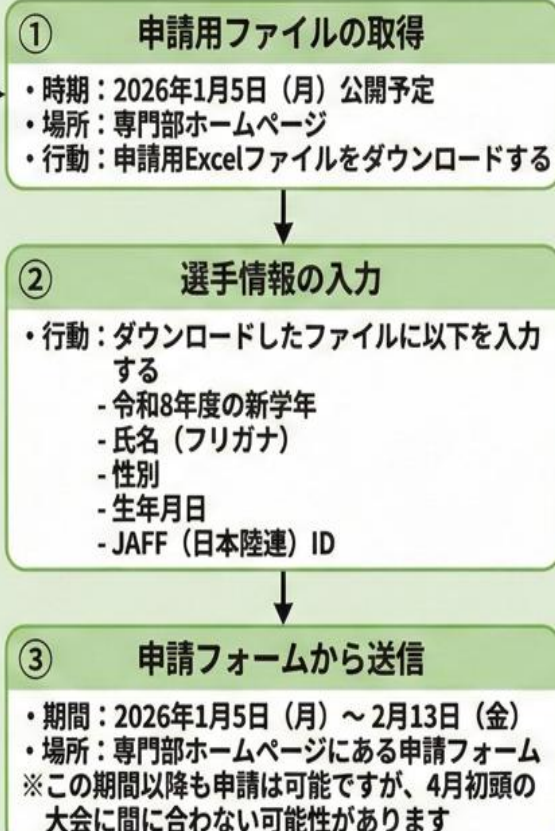 ① 申請用ファイルの取得
・時期：2026年1月5日（月）公開予定
・場所：専門部ホームページ
・行動：申請用Excelファイルをダウンロードする
② 選手情報の入力
・行動：ダウンロードしたファイルに以下を入力
する
- 令和8年度の新学年
- 氏名（フリガナ）
- 性別
- 生年月日
- JAFF（日本陸連）ID
③ 申請フォームから送信
・期間：2026年1月5日（月）～ 2月13日（金）
・場所：専門部ホームページにある申請フォーム
※この期間以降も申請は可能ですが、4月初頭の
大会に間に合わない可能性があります